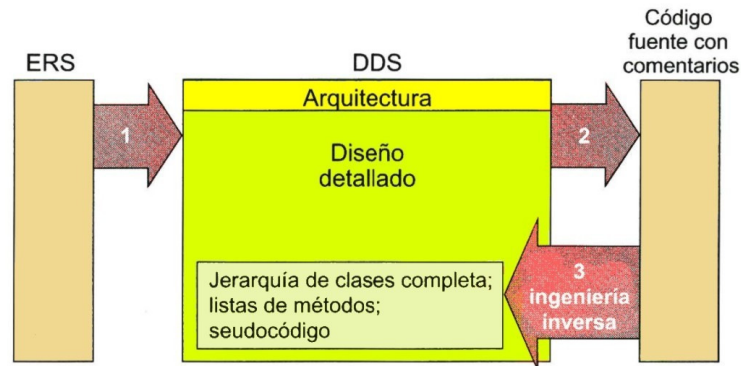 ERS
DDS
Código
fuente con
comentarios
Arquitectura
1
2
Diseño
detallado
Jerarquía de clases completa;
listas de métodos;
seudocódigo
3
ingeniería
inversa